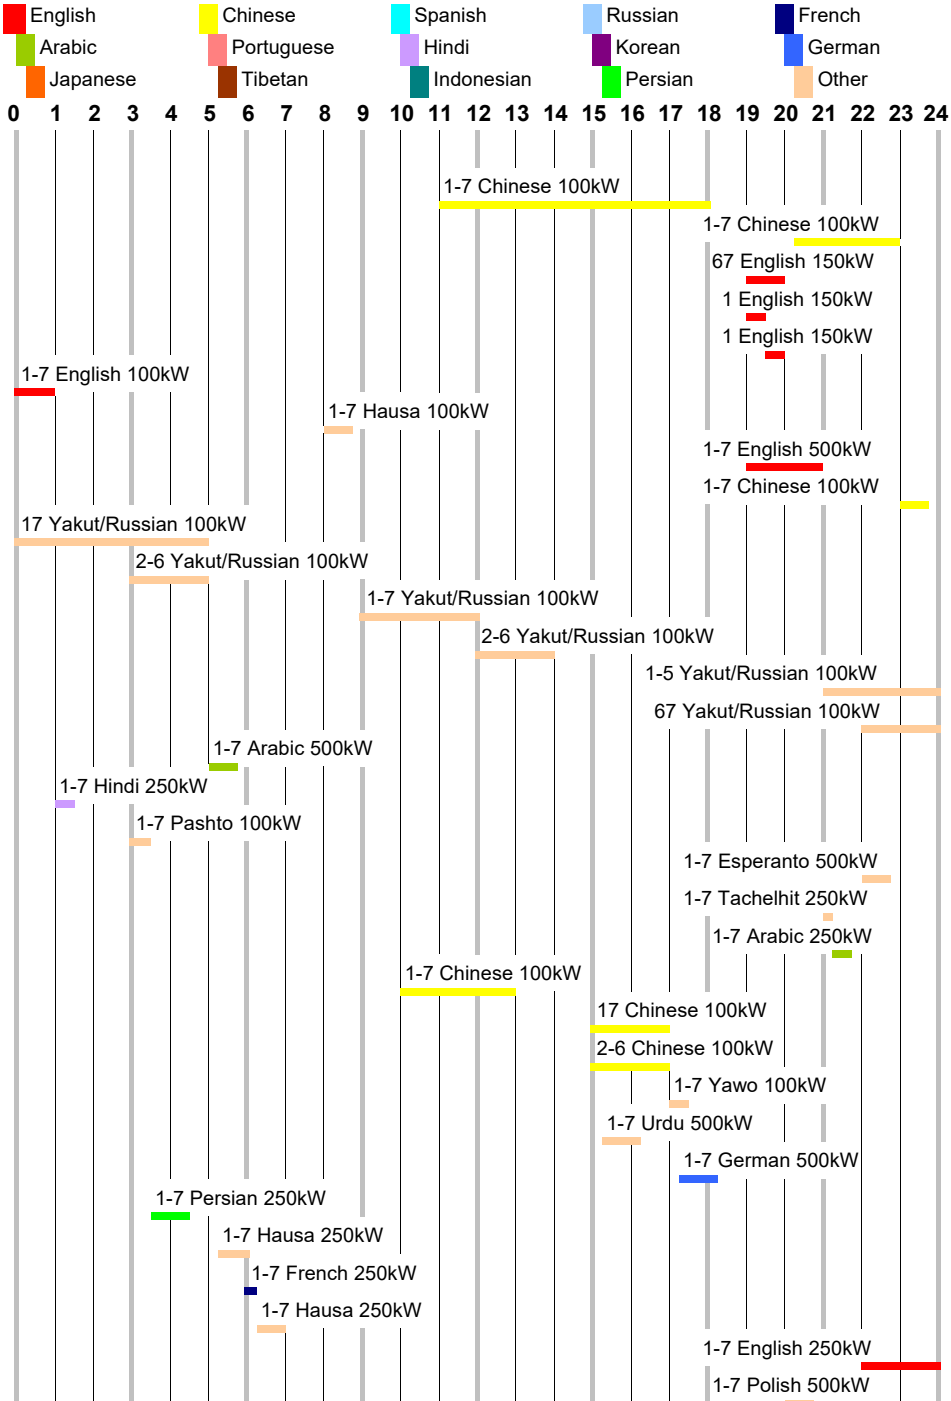 English Chinese Spanish Russian French
Arabic Portuguese Hindi Korean German
Japanese Tibetan Indonesian Persian Other
0 1 2 3 4 5 6 7 8 9 10 11 12 13 14 15 16 17 18 19 20 21 22 23 24
1-7 Chinese 100kW
1-7 Chinese 100kW
67 English 150kW
1 English 150kW
1 English 150kW
1-7 English 100kW
1-7 Hausa 100kW
1-7 English 500kW
1-7 Chinese 100kW
17 Yakut/Russian 100kW
2-6 Yakut/Russian 100kW
1-7 Yakut/Russian 100kW
2-6 Yakut/Russian 100kW
1-5 Yakut/Russian 100kW
67 Yakut/Russian 100kW
1-7 Arabic 500kW
1-7 Hindi 250kW
1-7 Pashto 100kW
1-7 Esperanto 500kW
1-7 Tachelhit 250kW
1-7 Arabic 250kW
1-7 Chinese 100kW
17 Chinese 100kW
2-6 Chinese 100kW
1-7 Yawo 100kW
1-7 Urdu 500kW
1-7 German 500kW
1-7 Persian 250kW
1-7 Hausa 250kW
1-7 French 250kW
1-7 Hausa 250kW
1-7 English 250kW
1-7 Polish 500kW